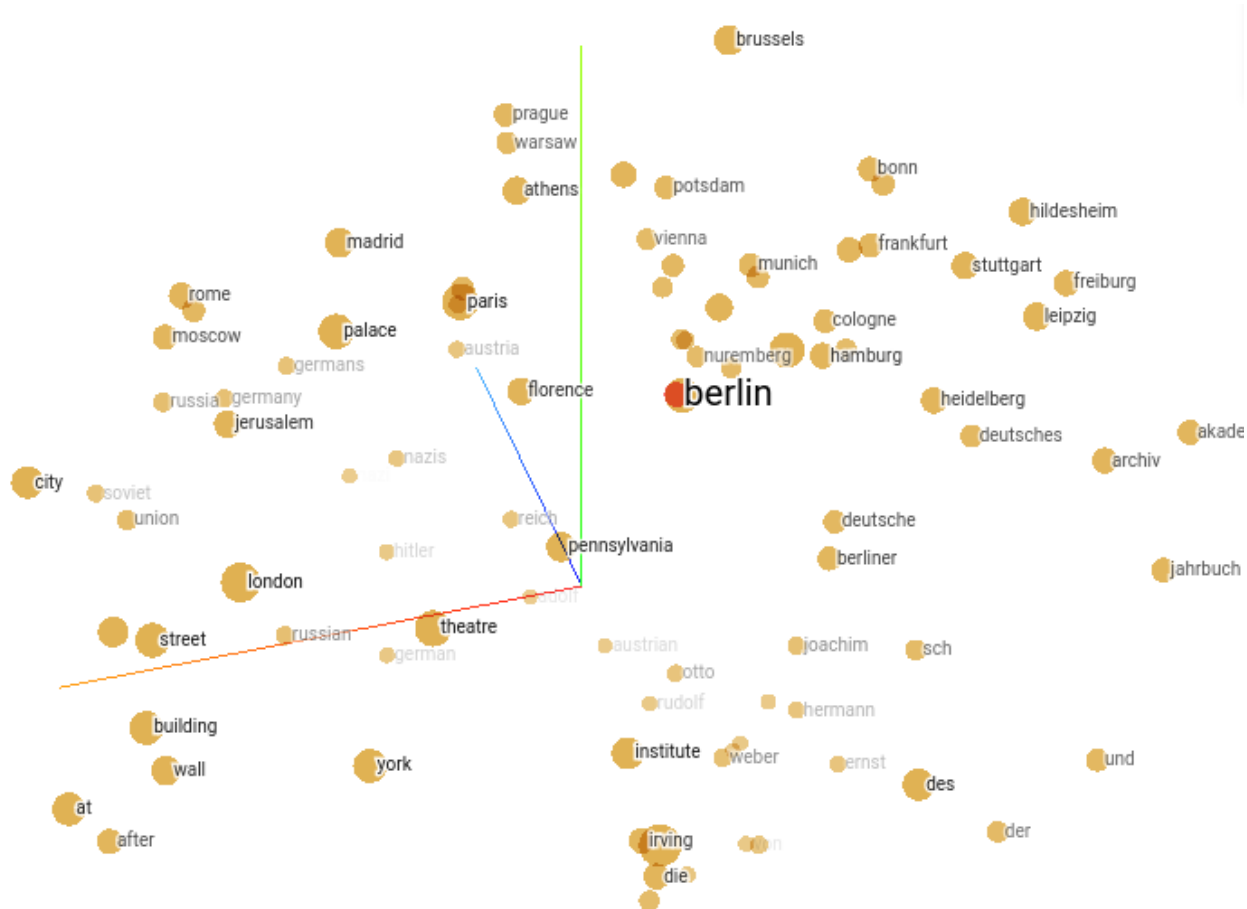 brussels
prague
warsaw
bonn
athens
potsdam
hildesheim
madrid
vienna
frankfurt
munich
stuttgart
freiburg
rome
paris
leipzig
cologne
palace
moscow
austria
nuremberg
hamburg
germans
florence
berlin
germany
russia
heidelberg
jerusalem
akade
deutsches
nazis
archiv
city
soviet
union
reich
deutsche
pennsylvania
hitler
berliner
jahrbuch
london
theatre
russian
street
austrian
joachim
sch
german
otto
rudolf
hermann
building
institute
weber
und
ernst
york
wall
des
at
der
after
irving
die